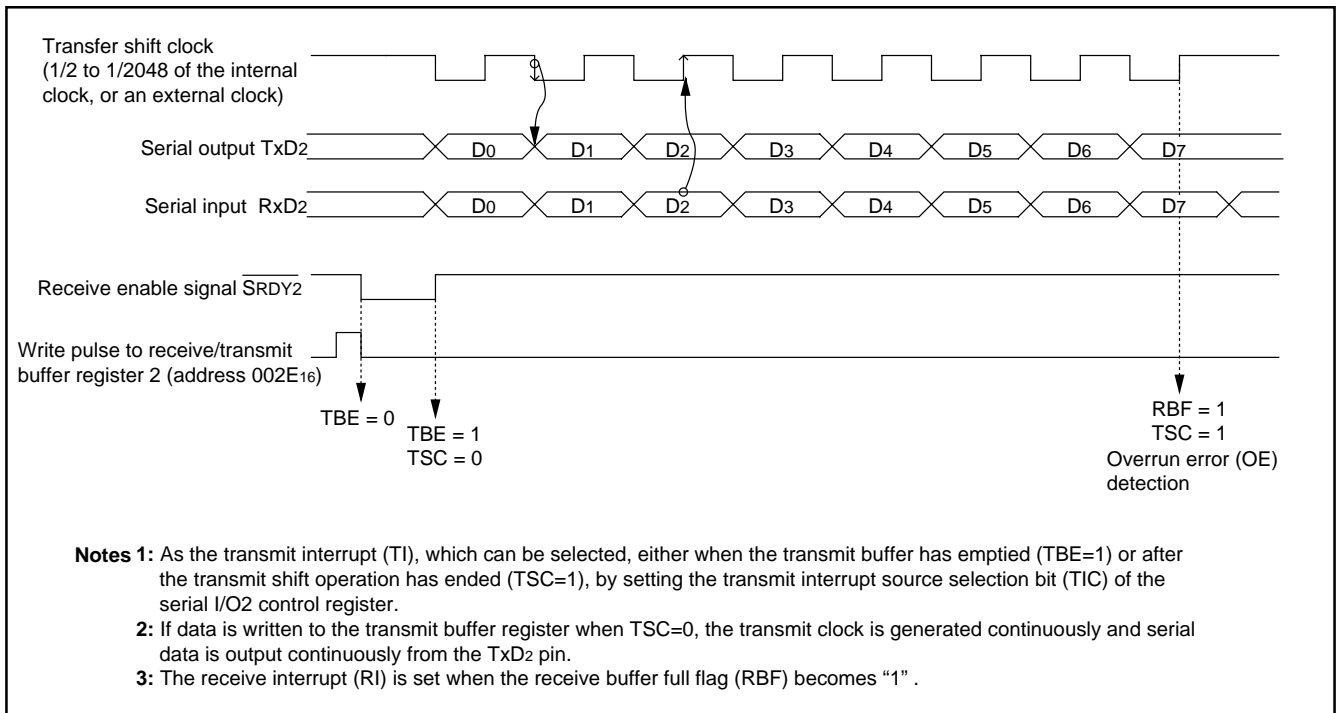 Transfer shift clock
(1/2 to 1/2048 of the internal
clock, or an external clock)
Serial output TxD2
D0 D1 D2 D3 D4 D5 D6 D7
Serial input RxD2
D0 D1 D2 D3 D4 D5 D6 D7
Receive enable signal S̅R̅D̅Y̅2̅
Write pulse to receive/transmit
buffer register 2 (address 002E16)
TBE = 0
TBE = 1
TSC = 0
RBF = 1
TSC = 1
Overrun error (OE)
detection
Notes 1: As the transmit interrupt (TI), which can be selected, either when the transmit buffer has emptied (TBE=1) or after
the transmit shift operation has ended (TSC=1), by setting the transmit interrupt source selection bit (TIC) of the
serial I/O2 control register.
2: If data is written to the transmit buffer register when TSC=0, the transmit clock is generated continuously and serial
data is output continuously from the TxD2 pin.
3: The receive interrupt (RI) is set when the receive buffer full flag (RBF) becomes “1” .